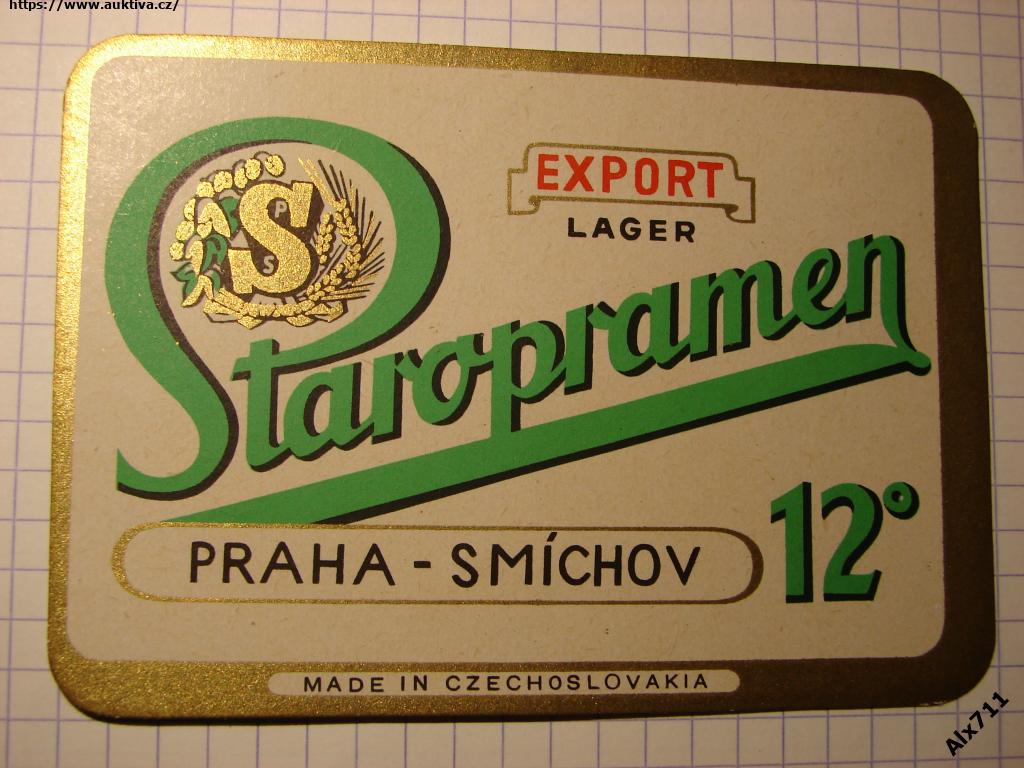 https://www.auktiva.cz/
EXPORT
LAGER
S
P
S
Staropramen
12°
PRAHA - SMÍCHOV
MADE IN CZECHOSLOVAKIA
Alx711